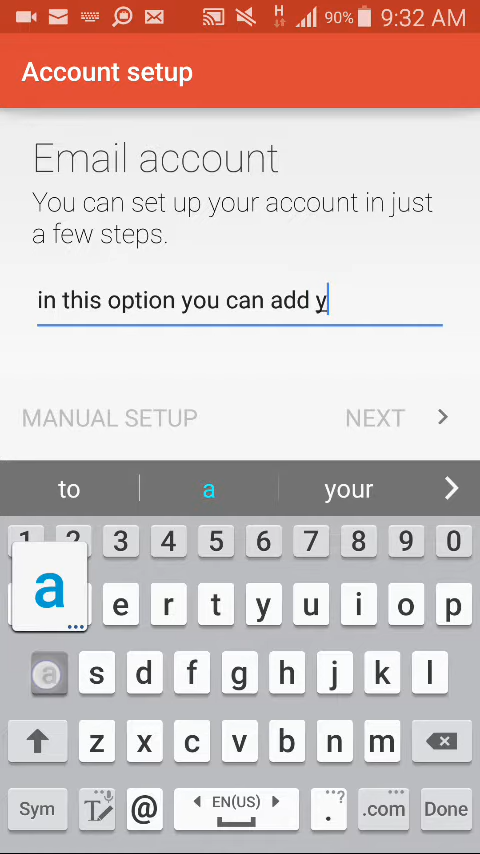 H 90% 9:32 AM
Account setup
Email account
You can set up your account in just
a few steps.
in this option you can add y
MANUAL SETUP NEXT
to a your
1 2 3 4 5 6 7 8 9 0
a e r t y u i o p
a s d f g h j k l
z x c v b n m
Sym T @ EN(US) . ? .com Done